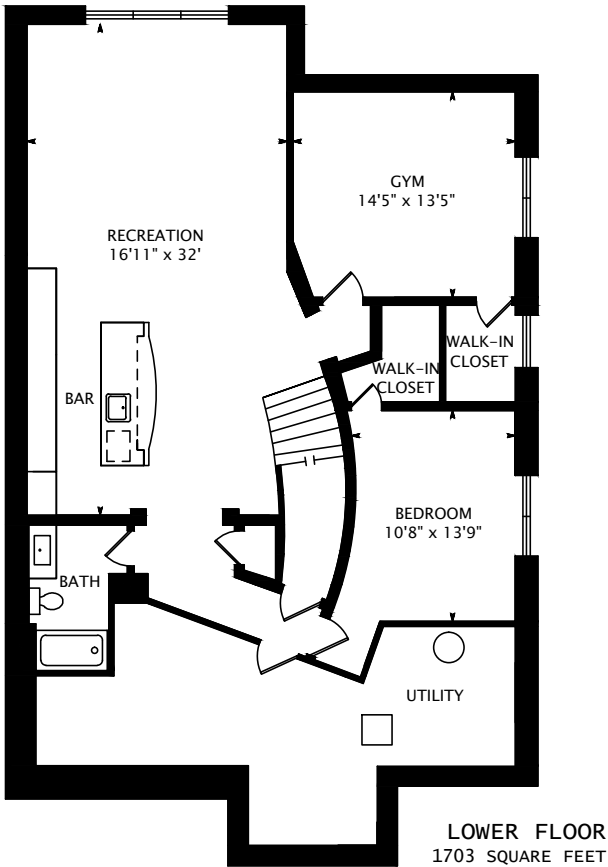 GYM
14'5" x 13'5"
RECREATION
16'11" x 32'
WALK-IN
CLOSET
WALK-IN
CLOSET
BAR
BEDROOM
10'8" x 13'9"
BATH
UTILITY
LOWER FLOOR
1703 SQUARE FEET